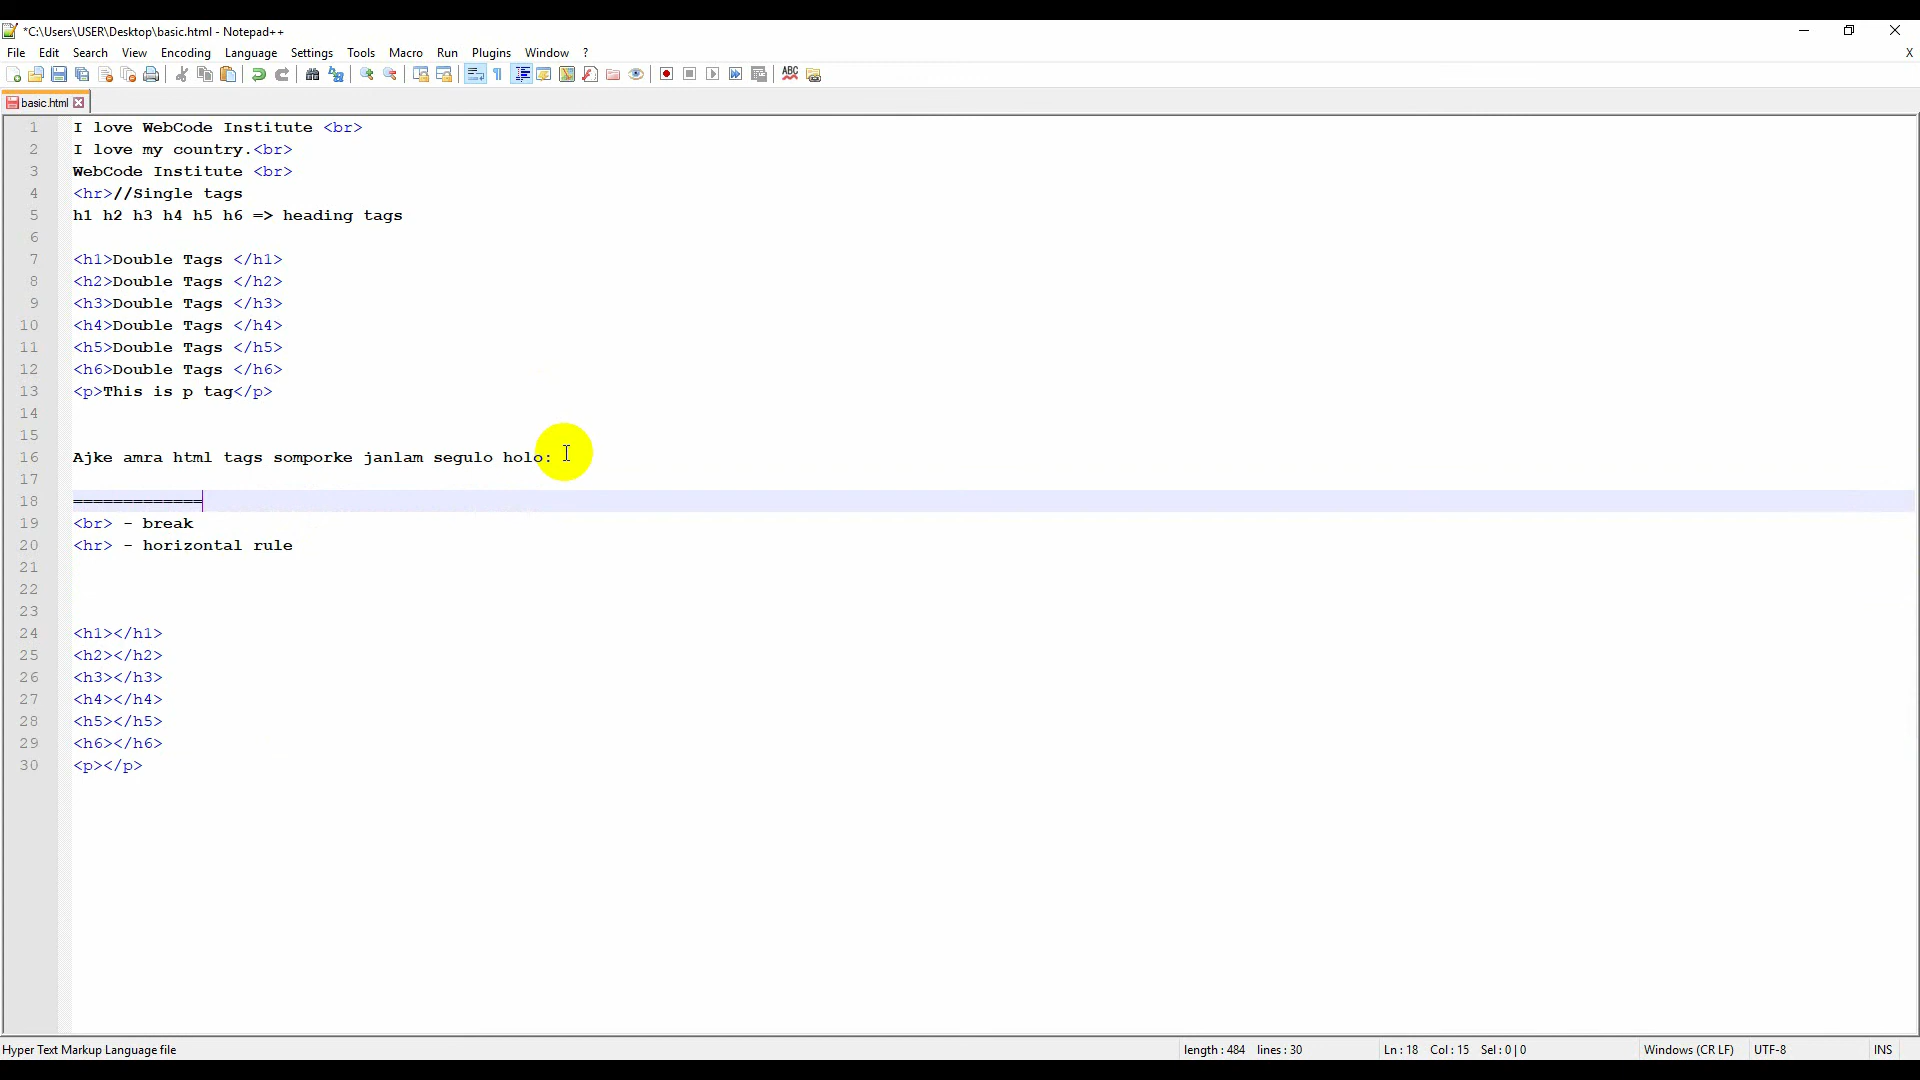 *C:\Users\USER\Desktop\basic.html - Notepad++
File Edit Search View Encoding Language Settings Tools Macro Run Plugins Window ? X
basic.html
1 I love WebCode Institute <br>
2 I love my country.<br>
3 WebCode Institute <br>
4 <hr>//Single tags
5 h1 h2 h3 h4 h5 h6 => heading tags
6
7 <h1>Double Tags </h1>
8 <h2>Double Tags </h2>
9 <h3>Double Tags </h3>
10 <h4>Double Tags </h4>
11 <h5>Double Tags </h5>
12 <h6>Double Tags </h6>
13 <p>This is p tag</p>
14
15
16 Ajke amra html tags somporke janlam segulo holo:
17
18 =============
19 <br> - break
20 <hr> - horizontal rule
21
22
23
24 <h1></h1>
25 <h2></h2>
26 <h3></h3>
27 <h4></h4>
28 <h5></h5>
29 <h6></h6>
30 <p></p>
Hyper Text Markup Language file length : 484 lines : 30 Ln : 18 Col : 15 Sel : 0 | 0 Windows (CR LF) UTF-8 INS